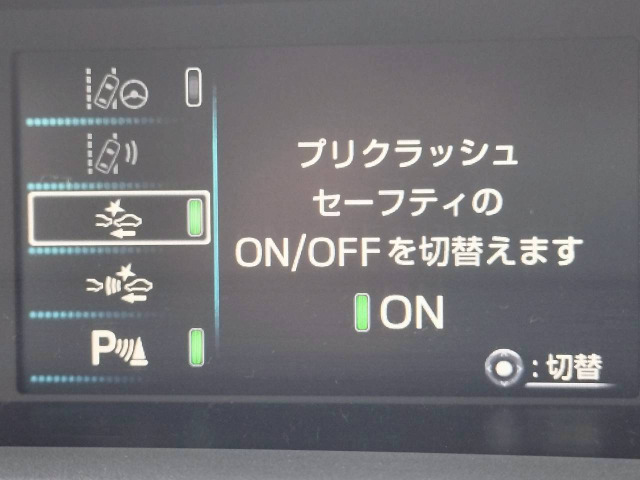 プリクラッシュ
セーフティの
ON/OFFを切替えます
ON
P
:切替